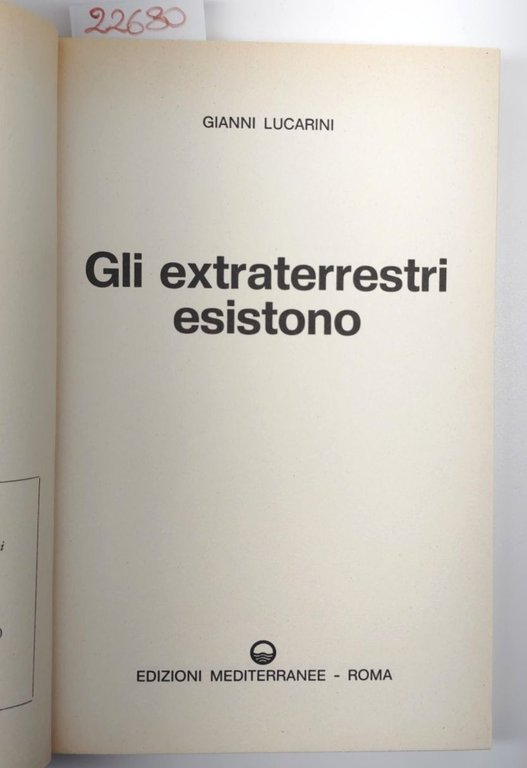 22680
GIANNI LUCARINI
Gli extraterrestri
esistono
EDIZIONI MEDITERRANEE - ROMA
i